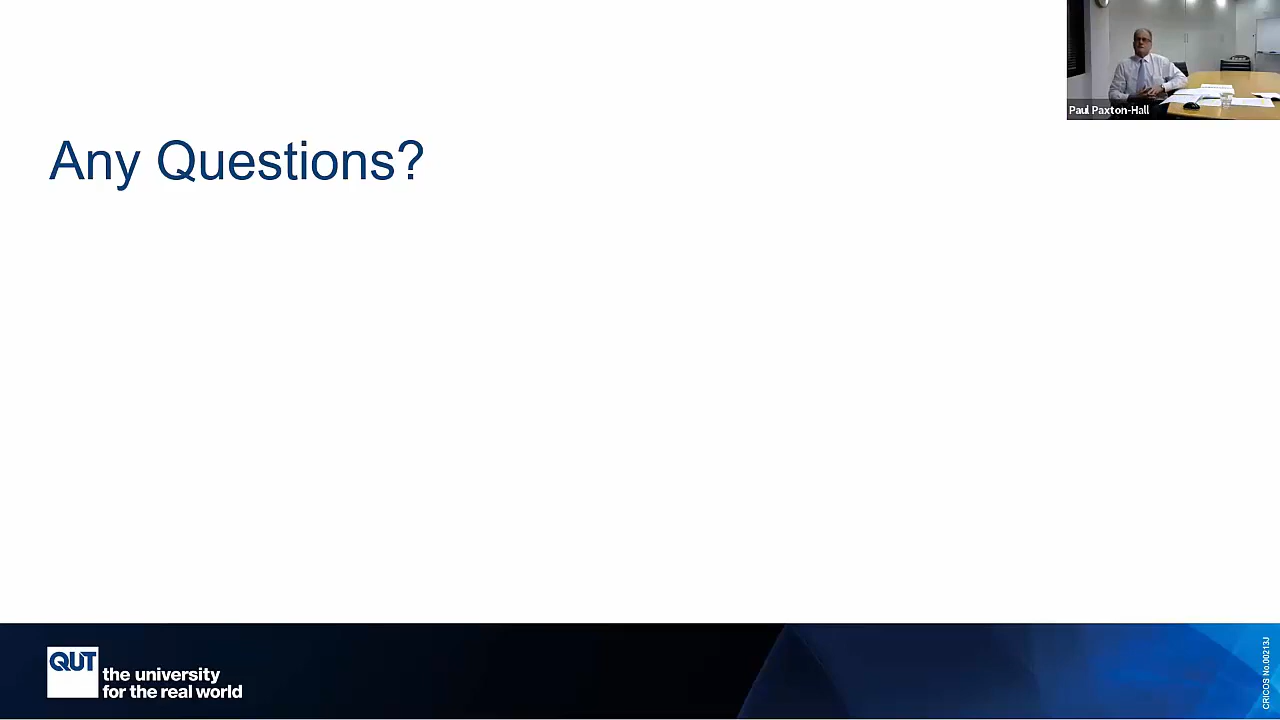 Paul Paxton-Hall
Any Questions?
QUT
the university
for the real world
CRICOS No.00213J